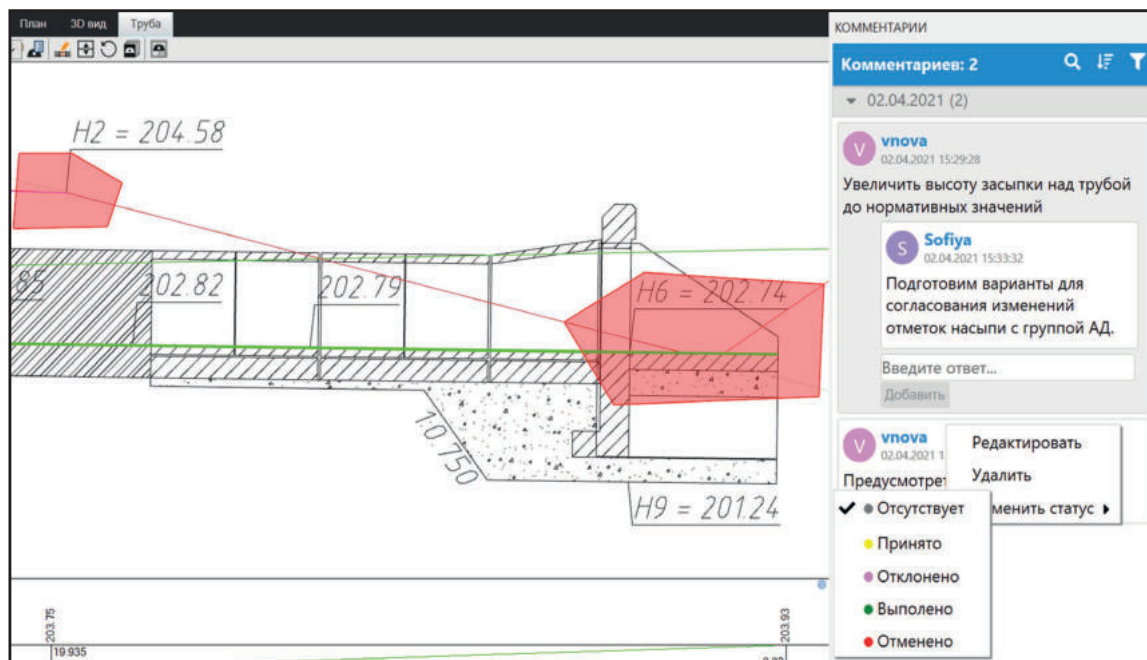 План 3D вид Труба
КОММЕНТАРИИ
Комментариев: 2
02.04.2021 (2)
H2 = 204.58
V vnova
02.04.2021 15:29:28
Увеличить высоту засыпки над трубой
до нормативных значений
S Sofiya
02.04.2021 15:33:32
Подготовим варианты для
согласования изменений
отметок насыпи с группой АД.
Введите ответ...
Добавить
85 202.82 202.79 H6 = 202.74
1:0.750
H9 = 201.24
V vnova
02.04.2021 1
Предусмотрет
Редактировать
Удалить
менить статус
Отсутствует
Принято
Отклонено
Выполено
Отменено
203.75 203.93
19.935